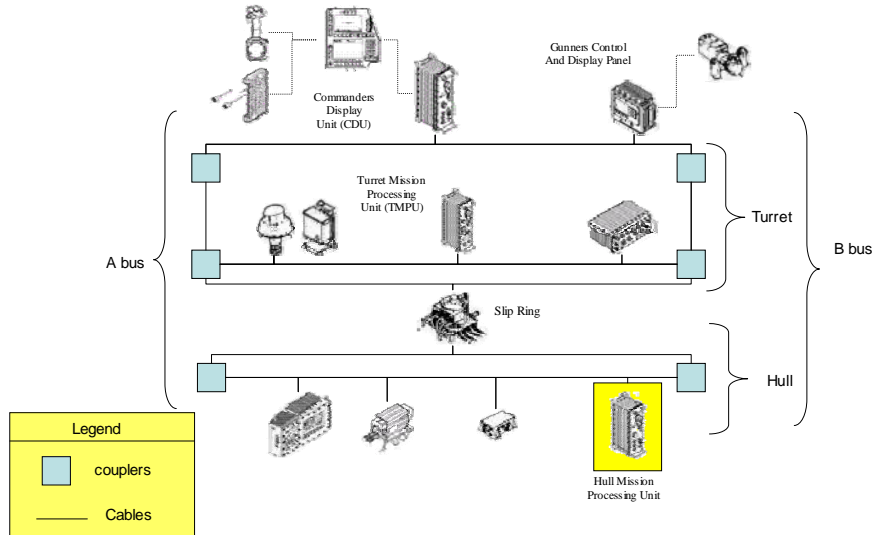 Gunners Control
And Display Panel
Commanders
Display
Unit (CDU)
Turret Mission
Processing
Unit (TMPU)
Turret
A bus
B bus
Slip Ring
Hull
Legend
couplers
Cables
Hull Mission
Processing Unit